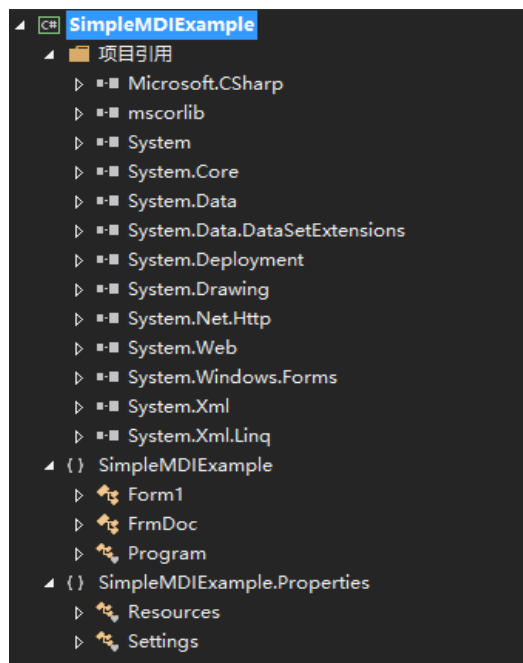 C# SimpleMDIExample
项目引用
Microsoft.CSharp
mscorlib
System
System.Core
System.Data
System.Data.DataSetExtensions
System.Deployment
System.Drawing
System.Net.Http
System.Web
System.Windows.Forms
System.Xml
System.Xml.Linq
{ } SimpleMDIExample
Form1
FrmDoc
Program
{ } SimpleMDIExample.Properties
Resources
Settings